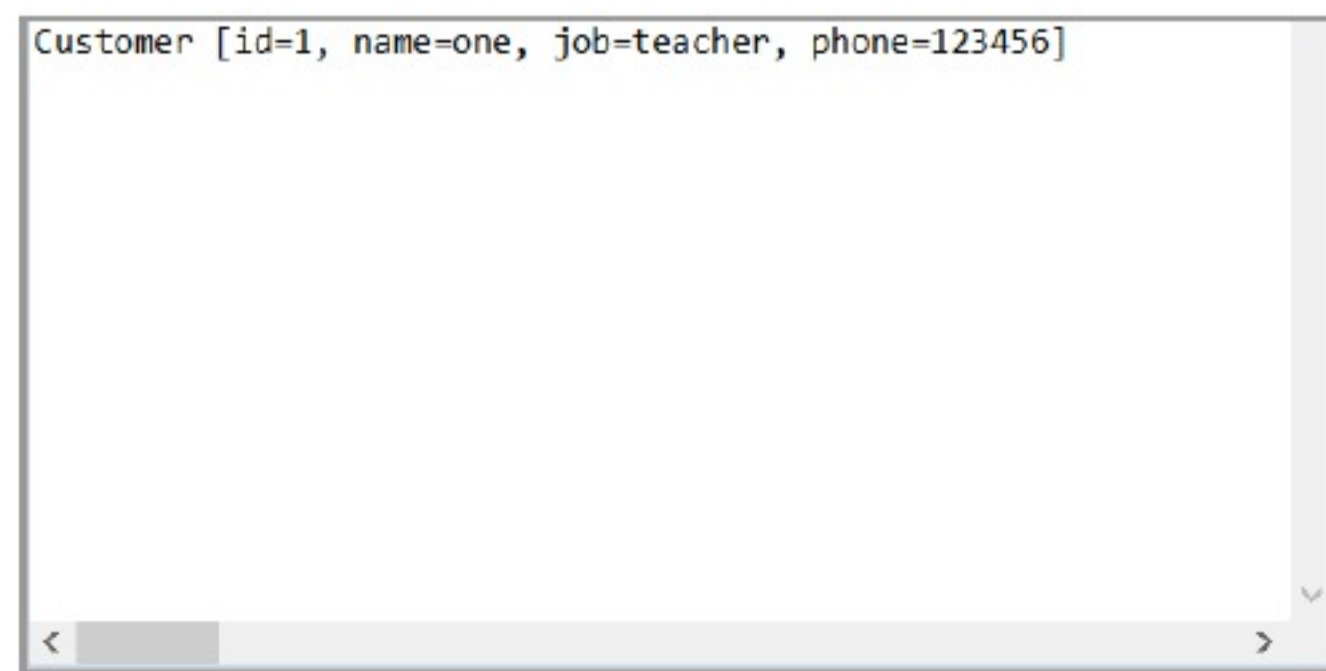 Customer [id=1, name=one, job=teacher, phone=123456]